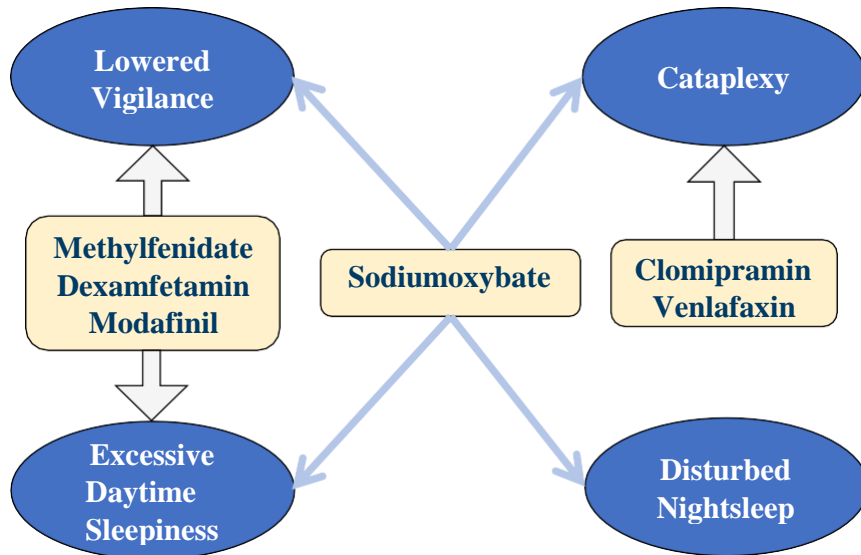 Lowered
Vigilance
Cataplexy
Methylfenidate
Dexamfetamin
Modafinil
Sodiumoxybate
Clomipramin
Venlafaxin
Excessive
Daytime
Sleepiness
Disturbed
Nightsleep